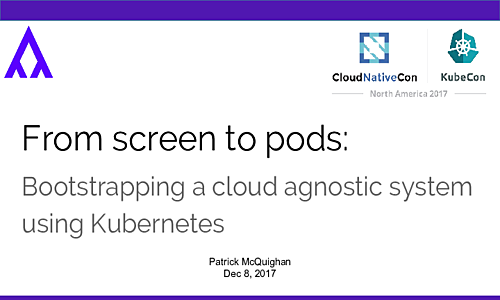 CloudNativeCon
KubeCon
North America 2017
From screen to pods:
Bootstrapping a cloud agnostic system
using Kubernetes
Patrick McQuighan
Dec 8, 2017